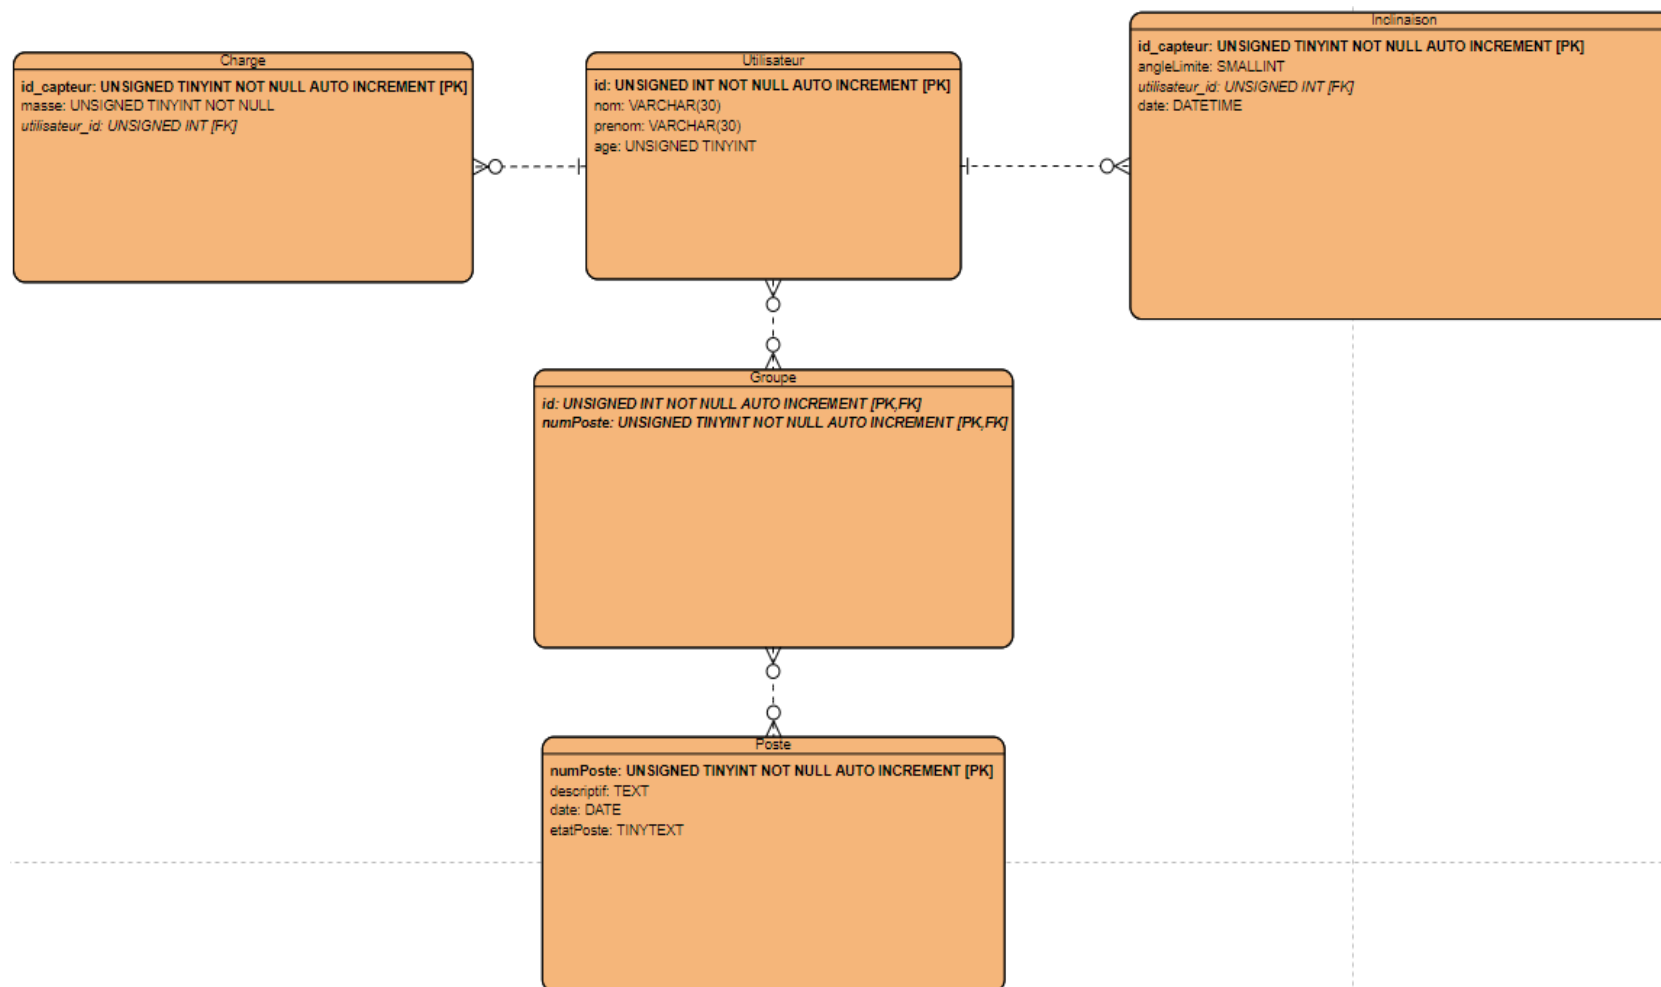 Charge
id_capteur: UNSIGNED TINYINT NOT NULL AUTO INCREMENT [PK]
masse: UNSIGNED TINYINT NOT NULL
utilisateur_id: UNSIGNED INT [FK]
Utilisateur
id: UNSIGNED INT NOT NULL AUTO INCREMENT [PK]
nom: VARCHAR(30)
prenom: VARCHAR(30)
age: UNSIGNED TINYINT
Inclinaison
id_capteur: UNSIGNED TINYINT NOT NULL AUTO INCREMENT [PK]
angleLimite: SMALLINT
utilisateur_id: UNSIGNED INT [FK]
date: DATETIME
Groupe
id: UNSIGNED INT NOT NULL AUTO INCREMENT [PK,FK]
numPoste: UNSIGNED TINYINT NOT NULL AUTO INCREMENT [PK,FK]
Poste
numPoste: UNSIGNED TINYINT NOT NULL AUTO INCREMENT [PK]
descriptif: TEXT
date: DATE
etatPoste: TINYTEXT